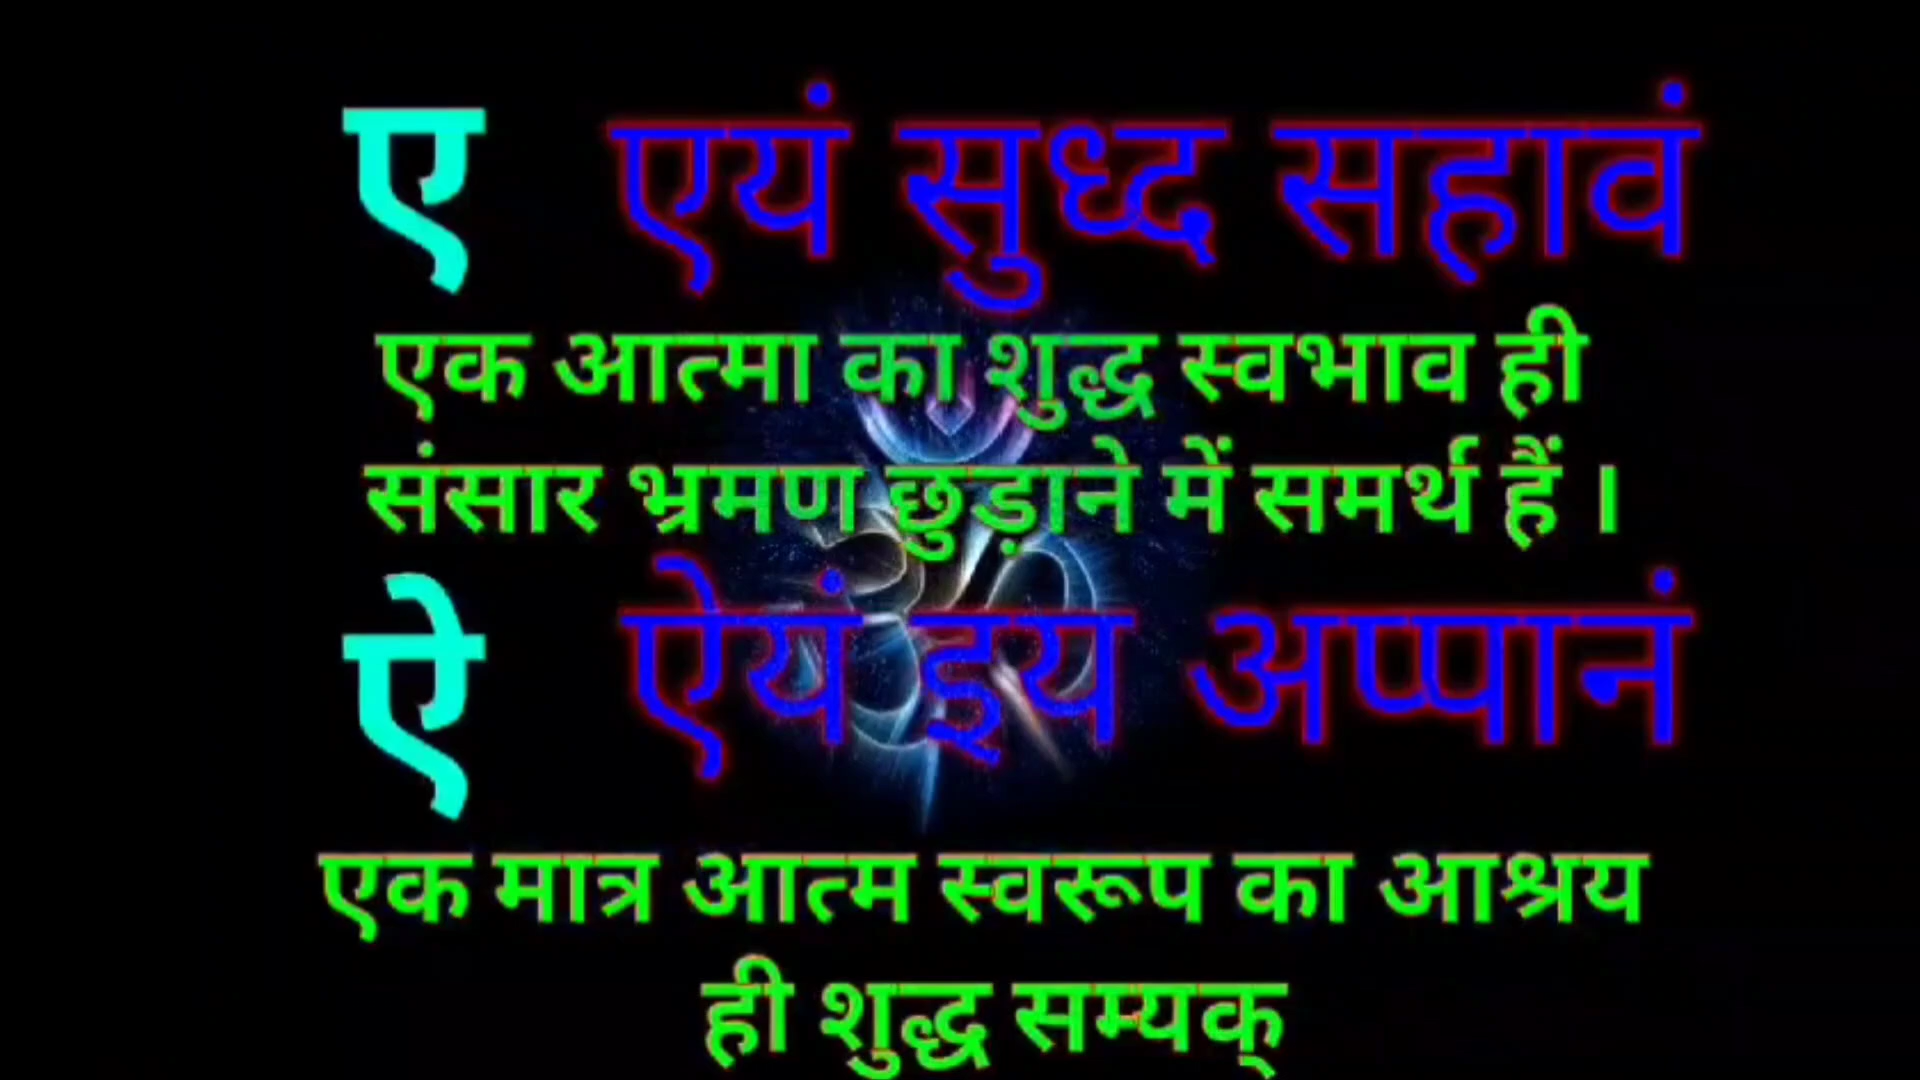 ए एयं सुध्द सहावं
एक आत्मा का शुद्ध स्वभाव ही
संसार भ्रमण छुड़ाने में समर्थ हैं ।
ऐ ऐयं इय अप्पानं
एक मात्र आत्म स्वरूप का आश्रय
ही शुद्ध सम्यक्